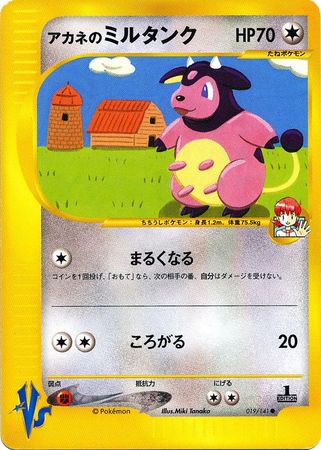 アカネのミルタンク HP70
たねポケモン
ちちうしポケモン：身長1.2m、体重75.5kg
まるくなる
コインを1回投げ、「おもて」なら、次の相手の番、自分はダメージを受けない。
ころがる 20
弱点 抵抗力 にげる
© Pokémon Illus.Miki Tanaka 019/141 ●
1
EDITION
VS